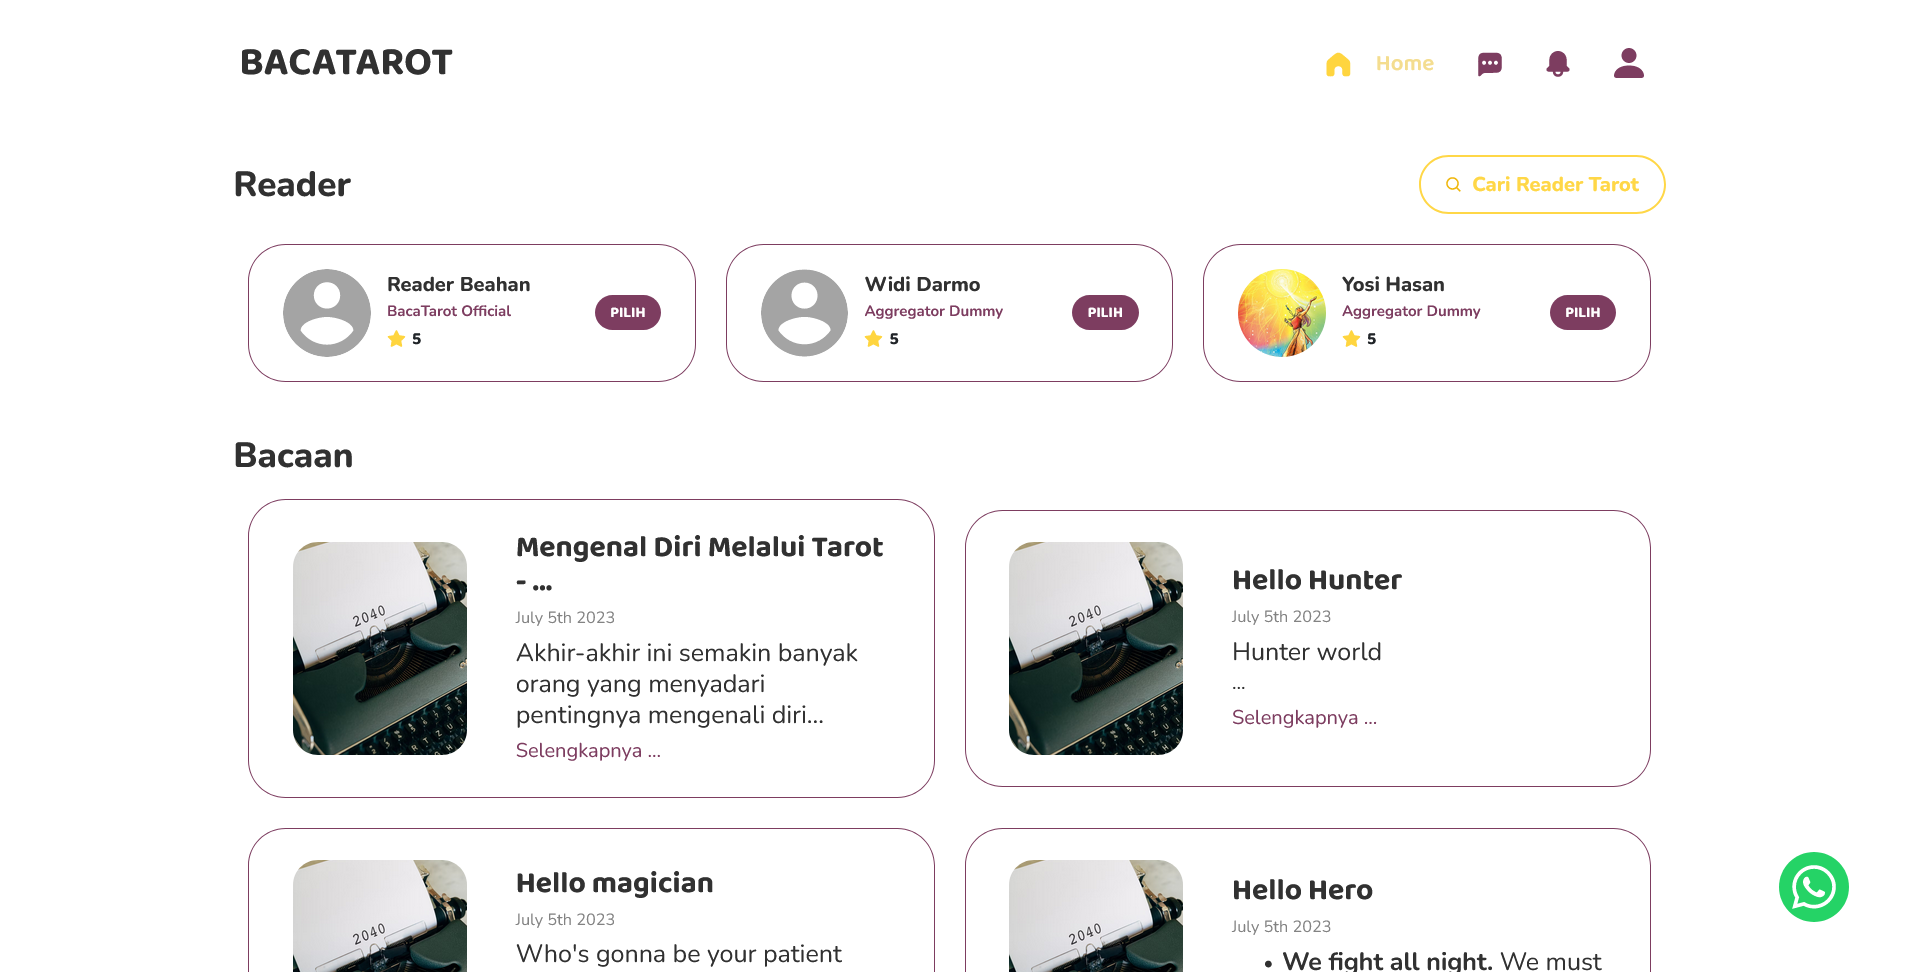 BACATAROT
Home
Reader
Cari Reader Tarot
Reader Beahan
BacaTarot Official
5
PILIH
Widi Darmo
Aggregator Dummy
5
PILIH
Yosi Hasan
Aggregator Dummy
5
PILIH
Bacaan
2040
Mengenal Diri Melalui Tarot
- ...
July 5th 2023
Akhir-akhir ini semakin banyak
orang yang menyadari
pentingnya mengenali diri...
Selengkapnya ...
2040
Hello Hunter
July 5th 2023
Hunter world
...
Selengkapnya ...
2040
Hello magician
July 5th 2023
Who's gonna be your patient
2040
Hello Hero
July 5th 2023
• We fight all night. We must